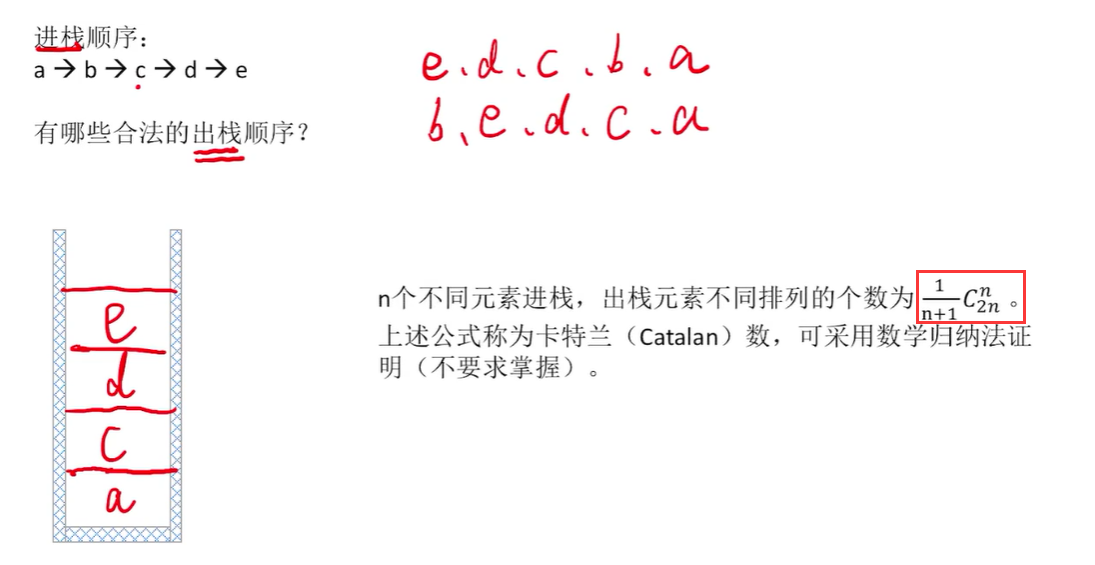 进栈顺序：
a→b→c→d→e
有哪些合法的出栈顺序？
e、d、c、b、a
b、e、d、c、a
e
d
c
a
n个不同元素进栈，出栈元素不同排列的个数为 \frac{1}{n+1}C_{2n}^{n} 。
上述公式称为卡特兰（Catalan）数，可采用数学归纳法证
明（不要求掌握）。